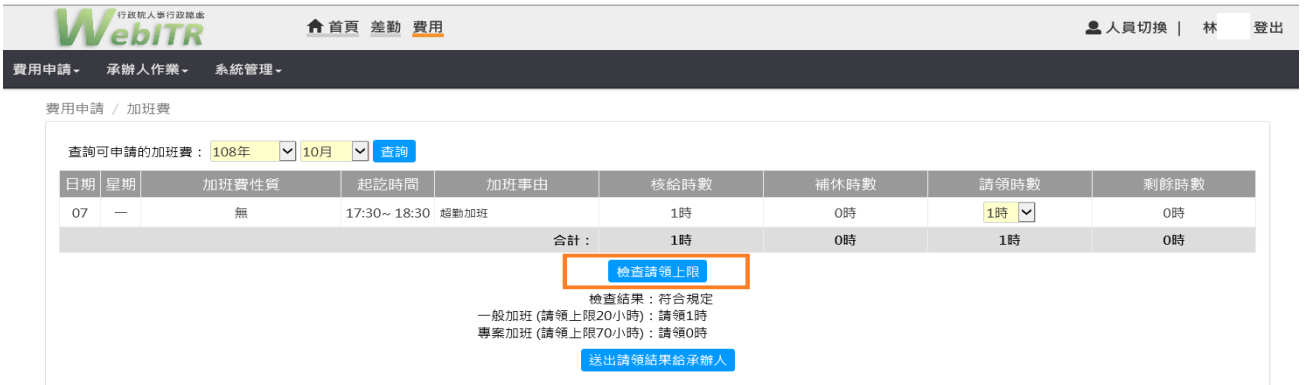 行政院人事行政總處
WebITR
首頁 差勤 費用
人員切換 | 林 登出
費用申請 承辦人作業 系統管理
費用申請 / 加班費
查詢可申請的加班費： 108年 10月 查詢
日期 星期 加班費性質 起訖時間 加班事由 核給時數 補休時數 請領時數 剩餘時數
07 一 無 17:30~ 18:30 超勤加班 1時 0時 1時 0時
合計： 1時 0時 1時 0時
檢查請領上限
檢查結果：符合規定
一般加班 (請領上限20小時)：請領1時
專案加班 (請領上限70小時)：請領0時
送出請領結果給承辦人